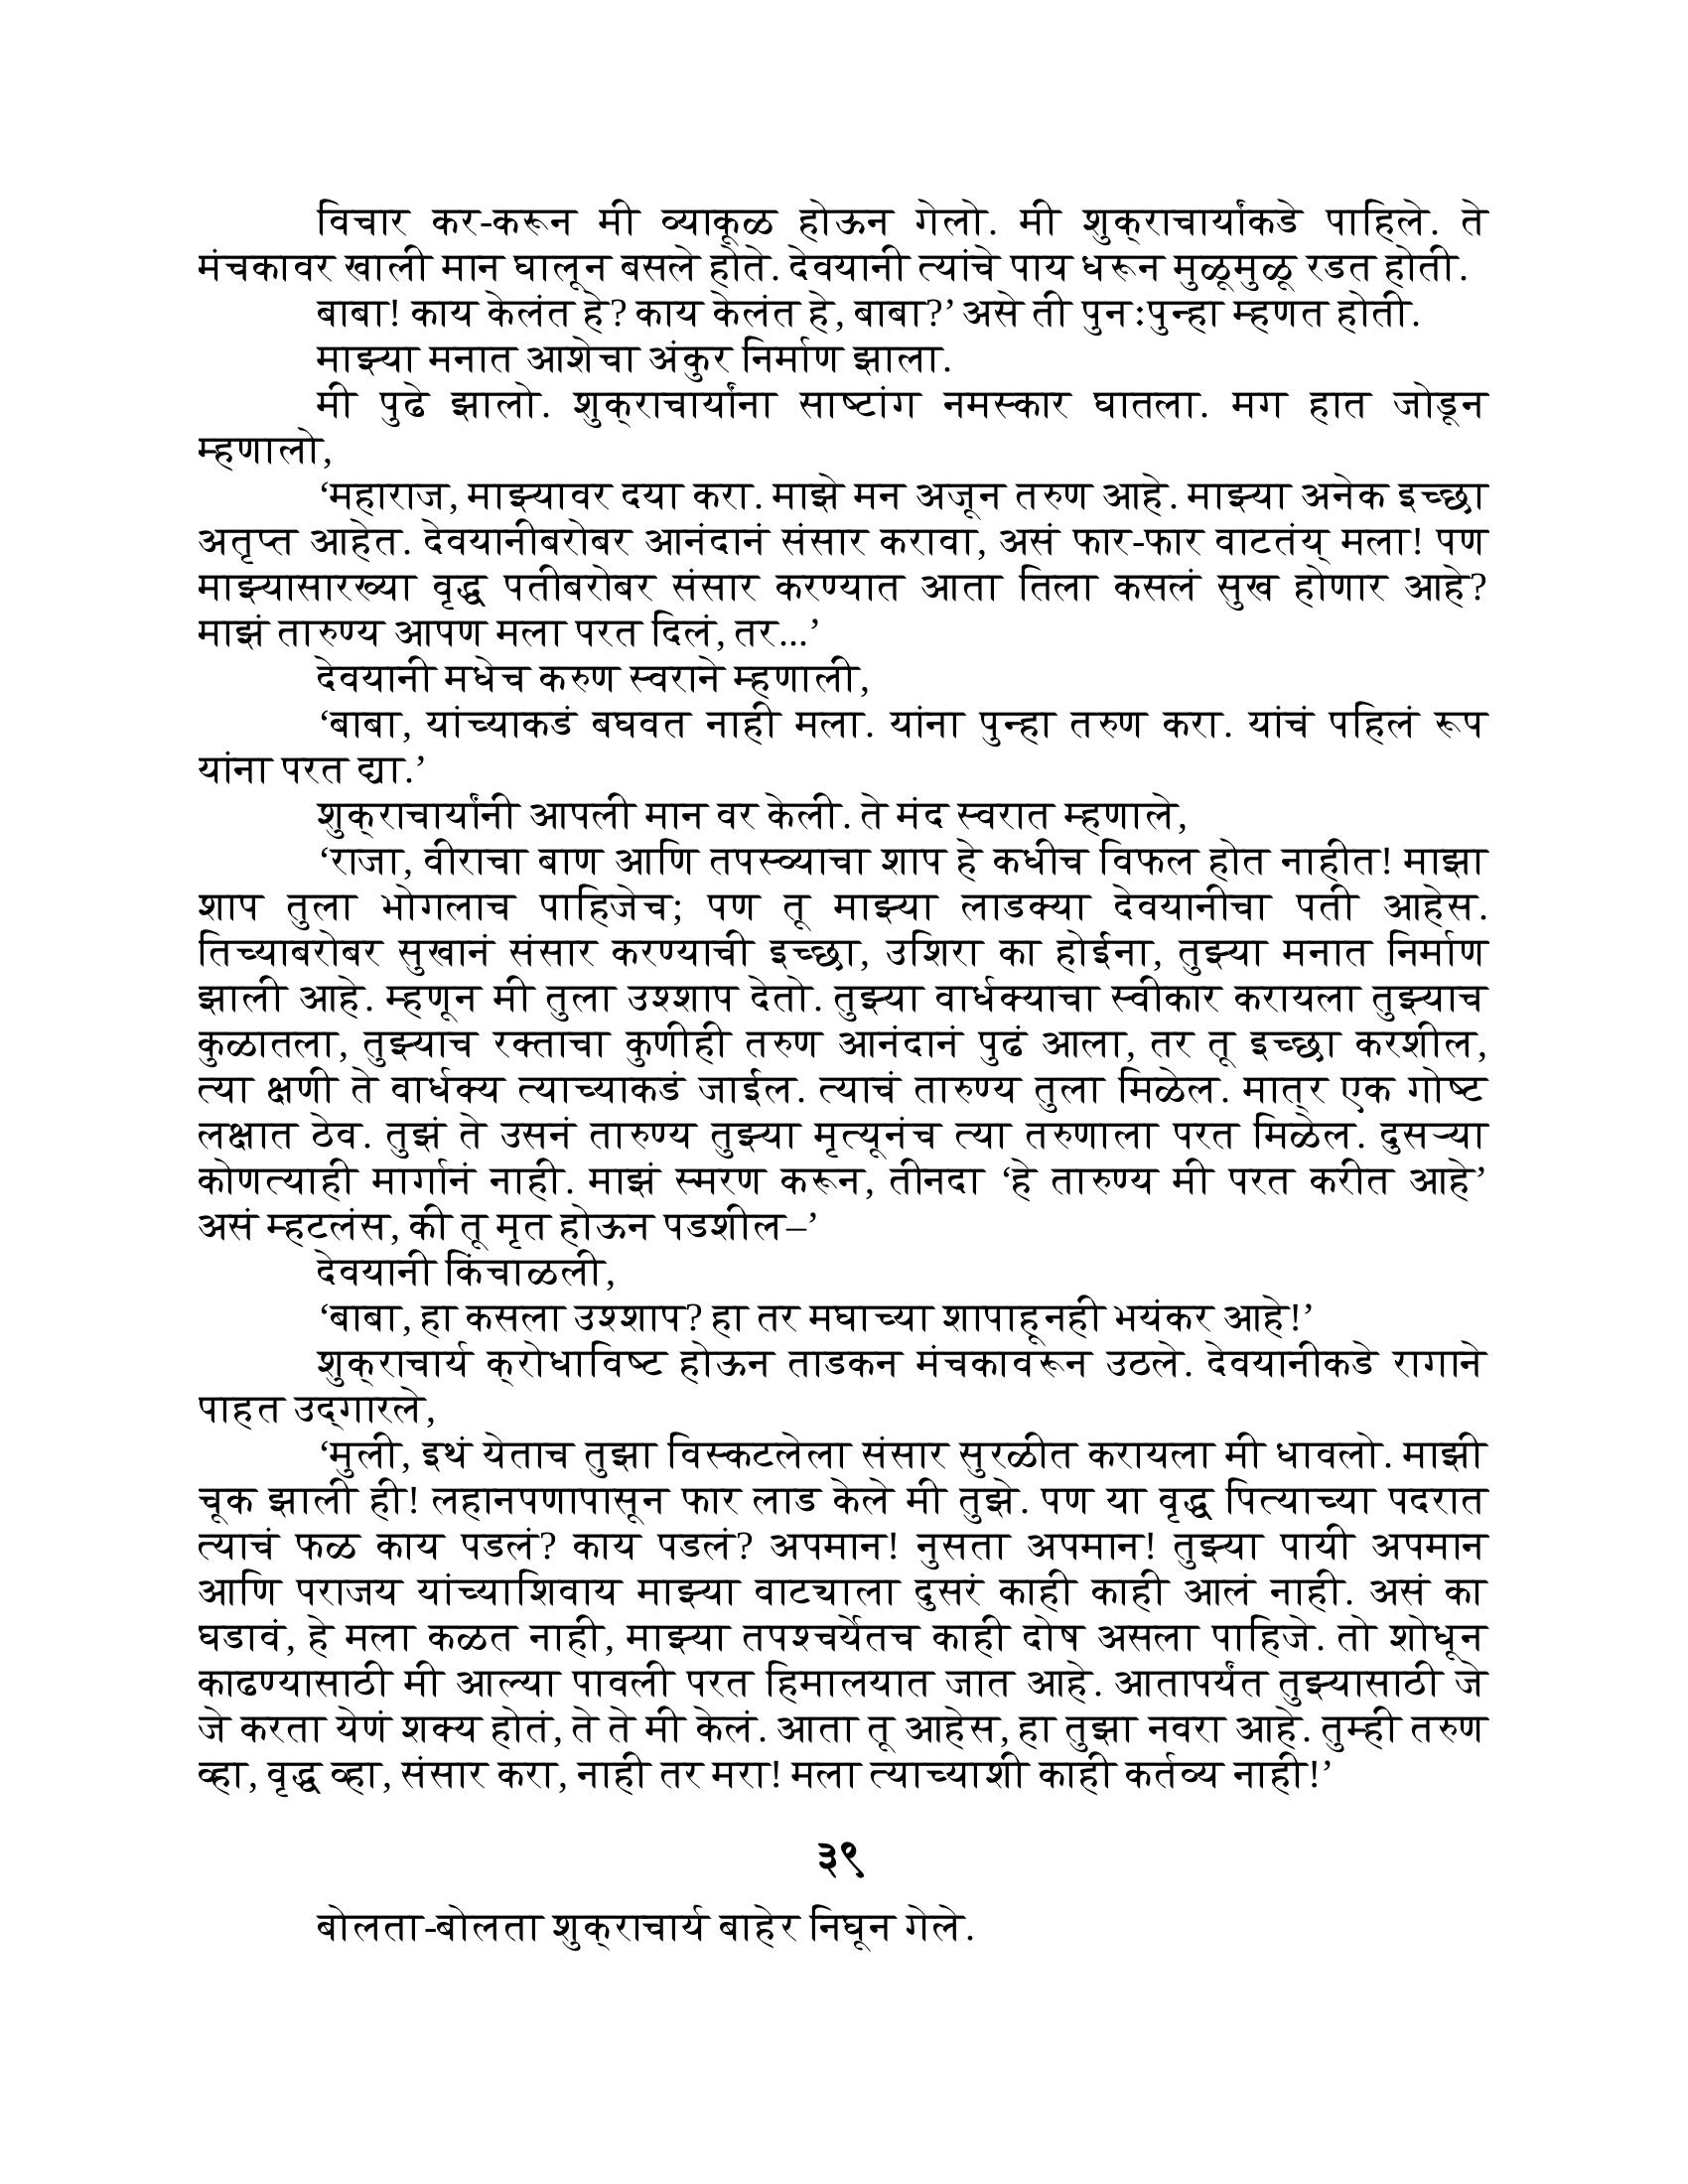 विचार कर-करून मी व्याकूळ होऊन गेलो. मी शुक्राचार्यांकडे पाहिले. ते
मंचकावर खाली मान घालून बसले होते. देवयानी त्यांचे पाय धरून मुळूमुळू रडत होती.
बाबा! काय केलंत हे? काय केलंत हे, बाबा?’ असे ती पुनःपुन्हा म्हणत होती.
माझ्या मनात आशेचा अंकुर निर्माण झाला.
मी पुढे झालो. शुक्राचार्यांना साष्टांग नमस्कार घातला. मग हात जोडून
म्हणालो,
‘महाराज, माझ्यावर दया करा. माझे मन अजून तरुण आहे. माझ्या अनेक इच्छा
अतृप्त आहेत. देवयानीबरोबर आनंदानं संसार करावा, असं फार-फार वाटतंय् मला! पण
माझ्यासारख्या वृद्ध पतीबरोबर संसार करण्यात आता तिला कसलं सुख होणार आहे?
माझं तारुण्य आपण मला परत दिलं, तर...’
देवयानी मधेच करुण स्वराने म्हणाली,
‘बाबा, यांच्याकडं बघवत नाही मला. यांना पुन्हा तरुण करा. यांचं पहिलं रूप
यांना परत द्या.’
शुक्राचार्यांनी आपली मान वर केली. ते मंद स्वरात म्हणाले,
‘राजा, वीराचा बाण आणि तपस्व्याचा शाप हे कधीच विफल होत नाहीत! माझा
शाप तुला भोगलाच पाहिजेच; पण तू माझ्या लाडक्या देवयानीचा पती आहेस.
तिच्याबरोबर सुखानं संसार करण्याची इच्छा, उशिरा का होईना, तुझ्या मनात निर्माण
झाली आहे. म्हणून मी तुला उश्शाप देतो. तुझ्या वार्धक्याचा स्वीकार करायला तुझ्याच
कुळातला, तुझ्याच रक्ताचा कुणीही तरुण आनंदानं पुढं आला, तर तू इच्छा करशील,
त्या क्षणी ते वार्धक्य त्याच्याकडं जाईल. त्याचं तारुण्य तुला मिळेल. मात्र एक गोष्ट
लक्षात ठेव. तुझं ते उसनं तारुण्य तुझ्या मृत्यूनंच त्या तरुणाला परत मिळेल. दुसऱ्या
कोणत्याही मार्गानं नाही. माझं स्मरण करून, तीनदा ‘हे तारुण्य मी परत करीत आहे’
असं म्हटलंस, की तू मृत होऊन पडशील–’
देवयानी किंचाळली,
‘बाबा, हा कसला उश्शाप? हा तर मघाच्या शापाहूनही भयंकर आहे!’
शुक्राचार्य क्रोधाविष्ट होऊन ताडकन मंचकावरून उठले. देवयानीकडे रागाने
पाहत उद्गारले,
‘मुली, इथं येताच तुझा विस्कटलेला संसार सुरळीत करायला मी धावलो. माझी
चूक झाली ही! लहानपणापासून फार लाड केले मी तुझे. पण या वृद्ध पित्याच्या पदरात
त्याचं फळ काय पडलं? काय पडलं? अपमान! नुसता अपमान! तुझ्या पायी अपमान
आणि पराजय यांच्याशिवाय माझ्या वाट्याला दुसरं काही काही आलं नाही. असं का
घडावं, हे मला कळत नाही, माझ्या तपश्चर्येतच काही दोष असला पाहिजे. तो शोधून
काढण्यासाठी मी आल्या पावली परत हिमालयात जात आहे. आतापर्यंत तुझ्यासाठी जे
जे करता येणं शक्य होतं, ते ते मी केलं. आता तू आहेस, हा तुझा नवरा आहे. तुम्ही तरुण
व्हा, वृद्ध व्हा, संसार करा, नाही तर मरा! मला त्याच्याशी काही कर्तव्य नाही!’
३९
बोलता-बोलता शुक्राचार्य बाहेर निघून गेले.